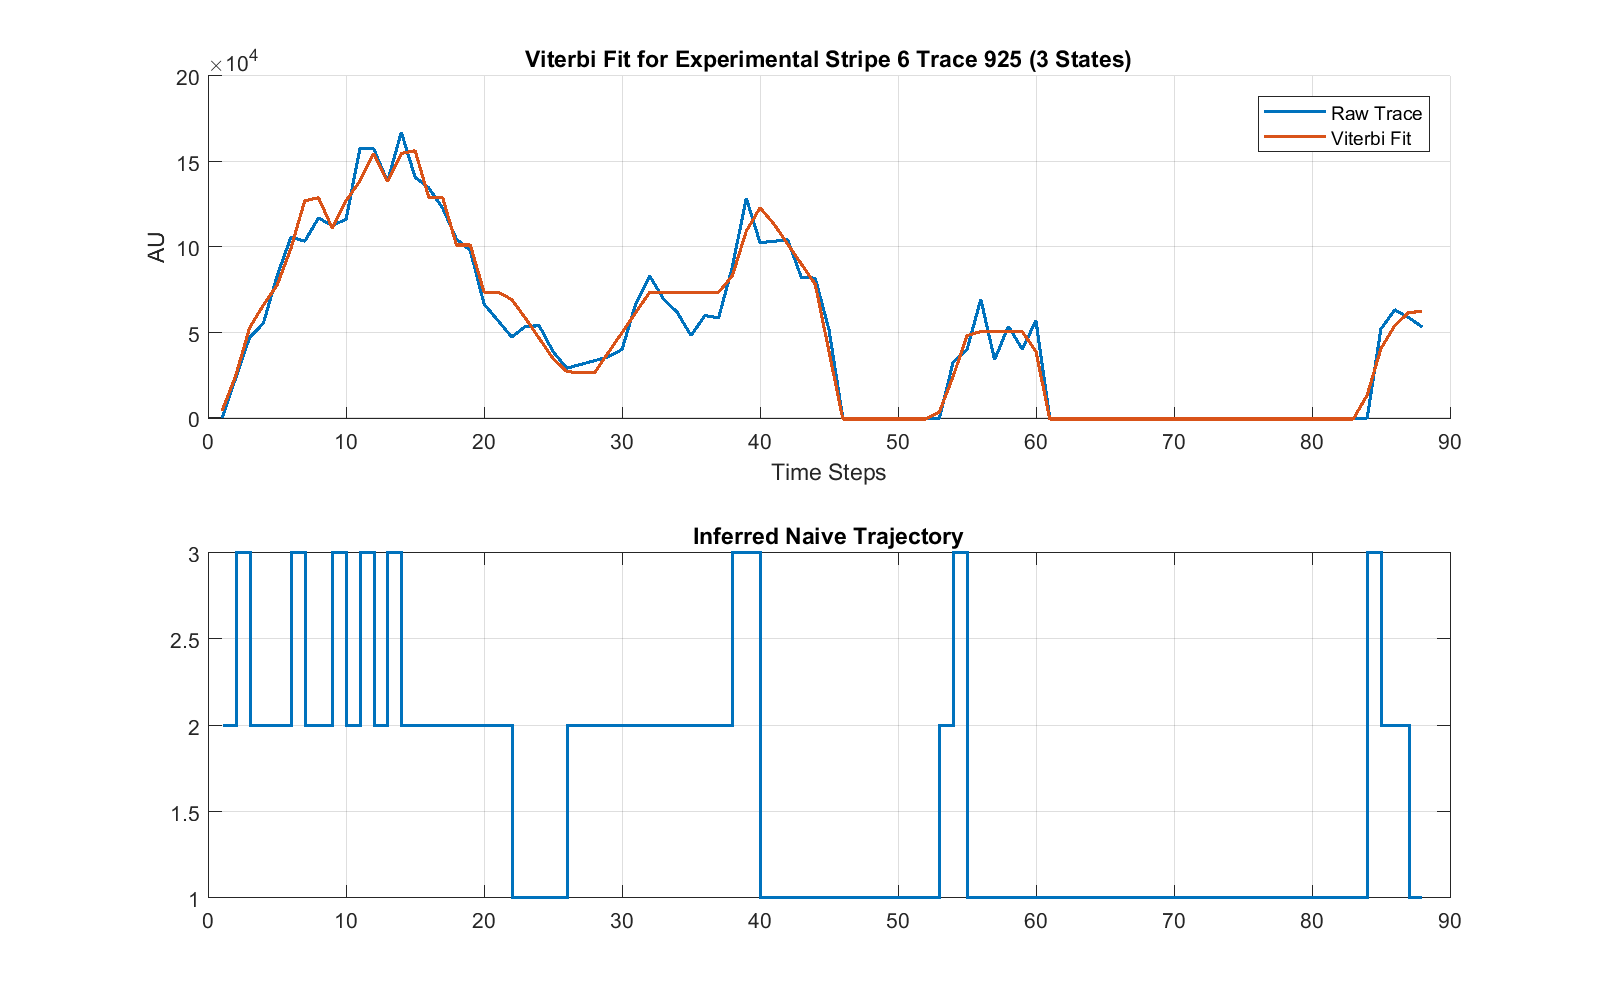 Viterbi Fit for Experimental Stripe 6 Trace 925 (3 States)
×10⁴
20
15
10
5
0
AU
Raw Trace
Viterbi Fit
0 10 20 30 40 50 60 70 80 90
Time Steps
Inferred Naive Trajectory
3
2.5
2
1.5
1
0 10 20 30 40 50 60 70 80 90